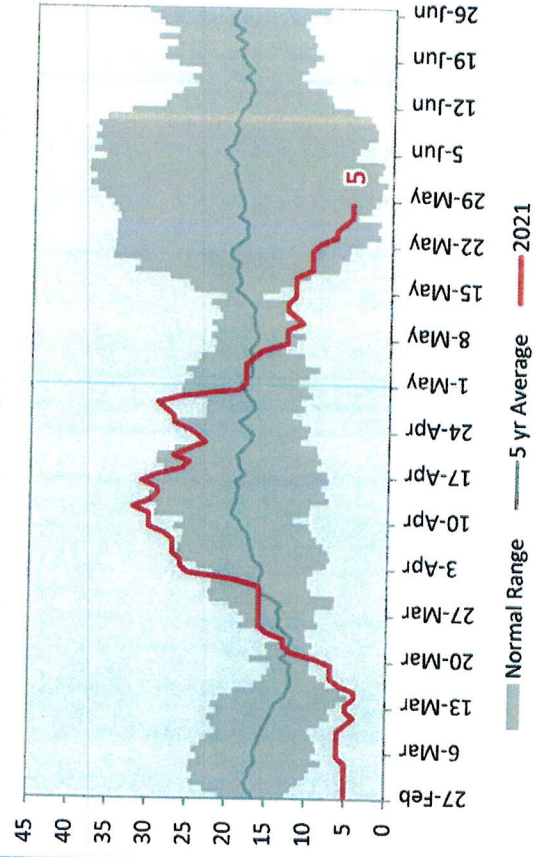 45
40
35
30
25
20
15
10
5
0
5
27-Feb
6-Mar
13-Mar
20-Mar
27-Mar
3-Apr
10-Apr
17-Apr
24-Apr
1-May
8-May
15-May
22-May
29-May
5-Jun
12-Jun
19-Jun
26-Jun
Normal Range
5 yr Average
2021